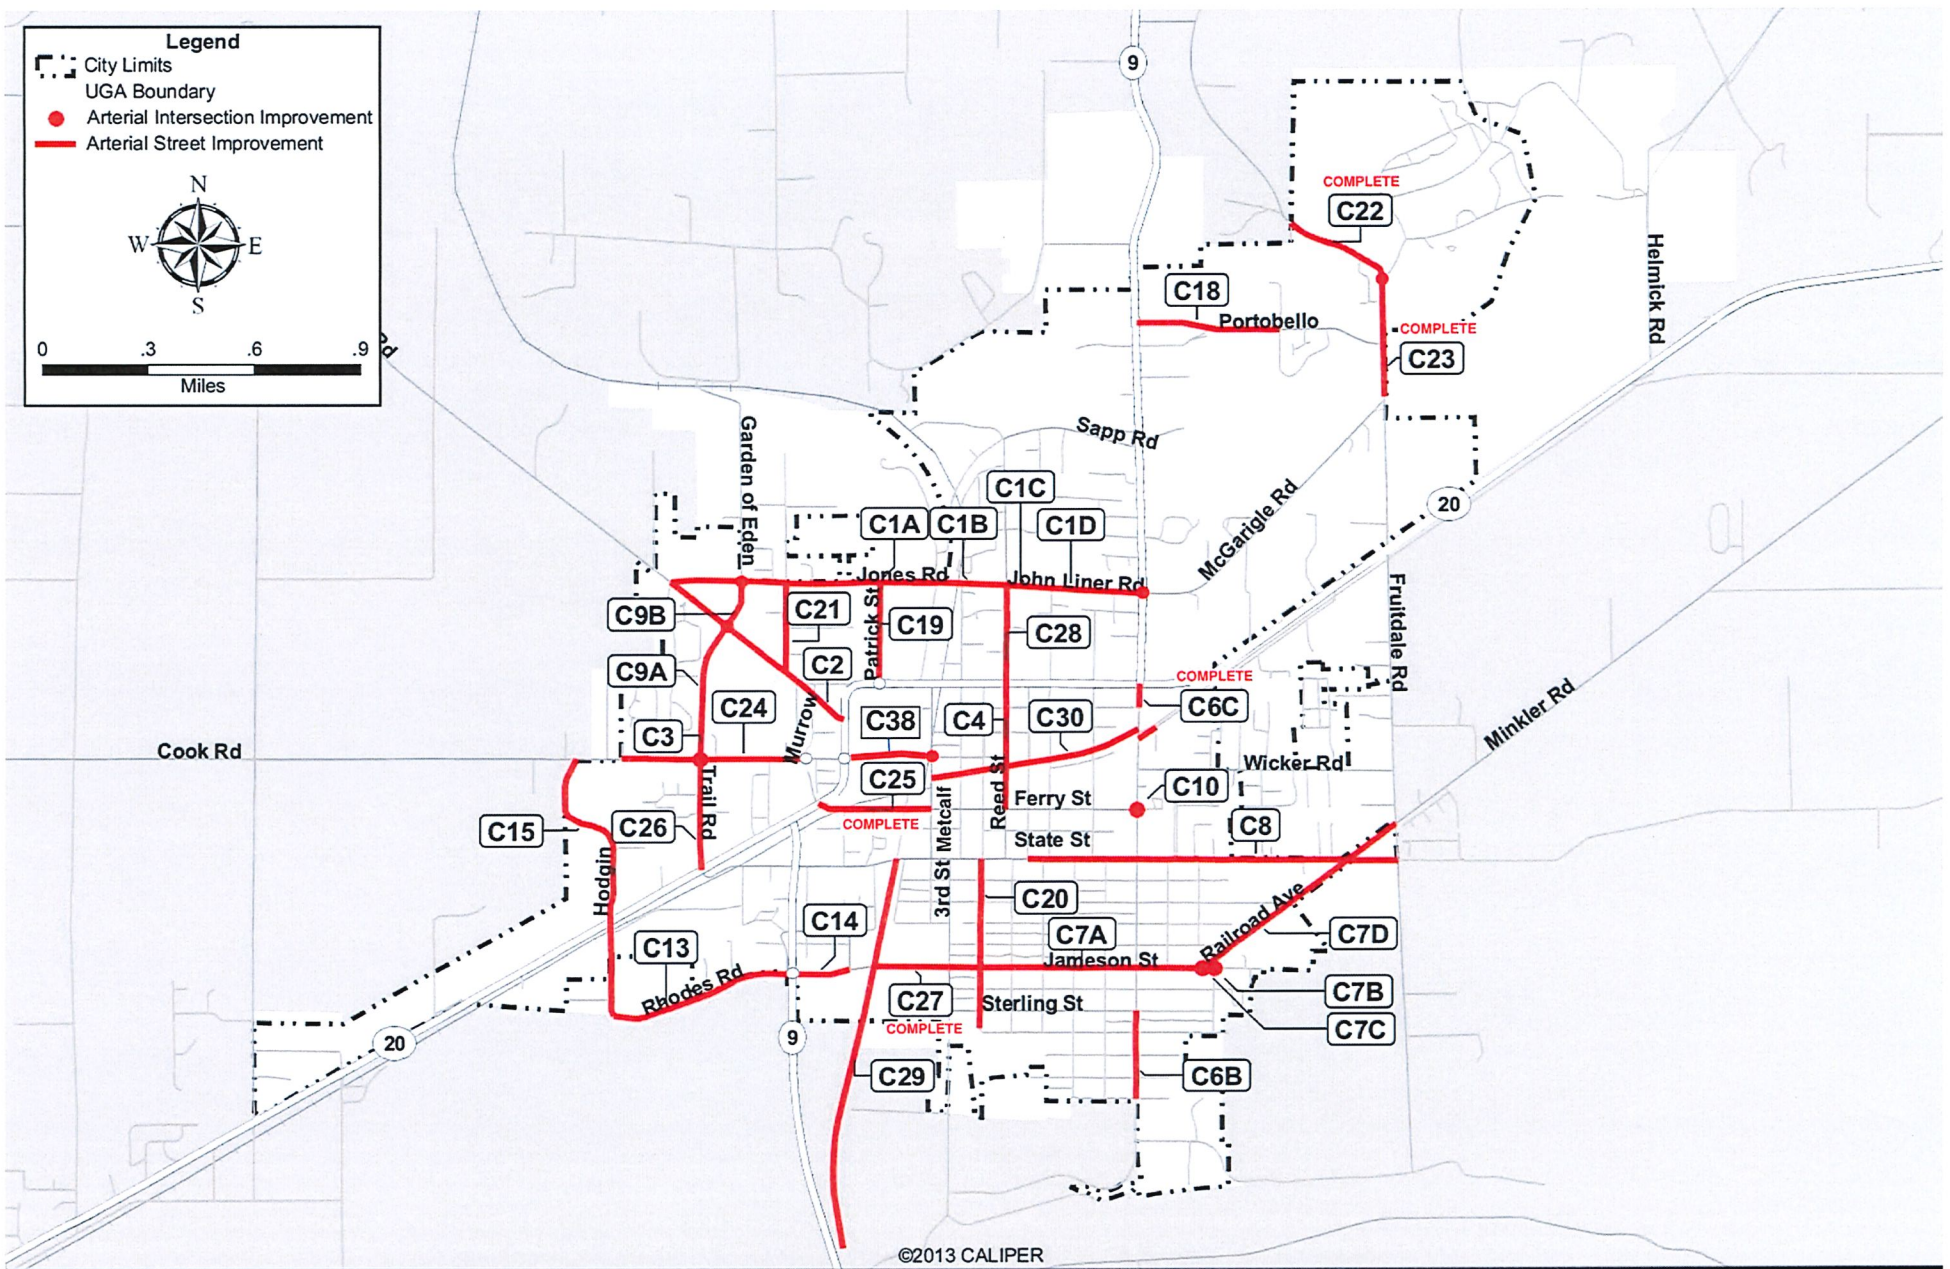 Legend
City Limits
UGA Boundary
Arterial Intersection Improvement
Arterial Street Improvement
N
W E
S
0 .3 .6 .9
Miles
Rd
9
COMPLETE
C22
Helmick Rd
C18
Portobello
COMPLETE
C23
Garden of Eden
Sapp Rd
C1C
20
McGarigle Rd
C1A
C1B
C1D
Jones Rd
John Liner Rd
Fruitdale Rd
C9B
C21
Patrick St
C19
C28
C9A
C2
COMPLETE
C6C
C24
C38
C4
C30
Minkler Rd
C3
Murrow
Cook Rd
Wicker Rd
C25
Trail Rd
Reed St
Ferry St
C10
C15
C26
COMPLETE
State St
C8
Metcalf
3rd St
Hodgin
C20
Railroad Ave
C14
C7A
C7D
C13
Jameson St
Rhodes Rd
C27
Sterling St
C7B
COMPLETE
C7C
9
20
C29
C6B
©2013 CALIPER